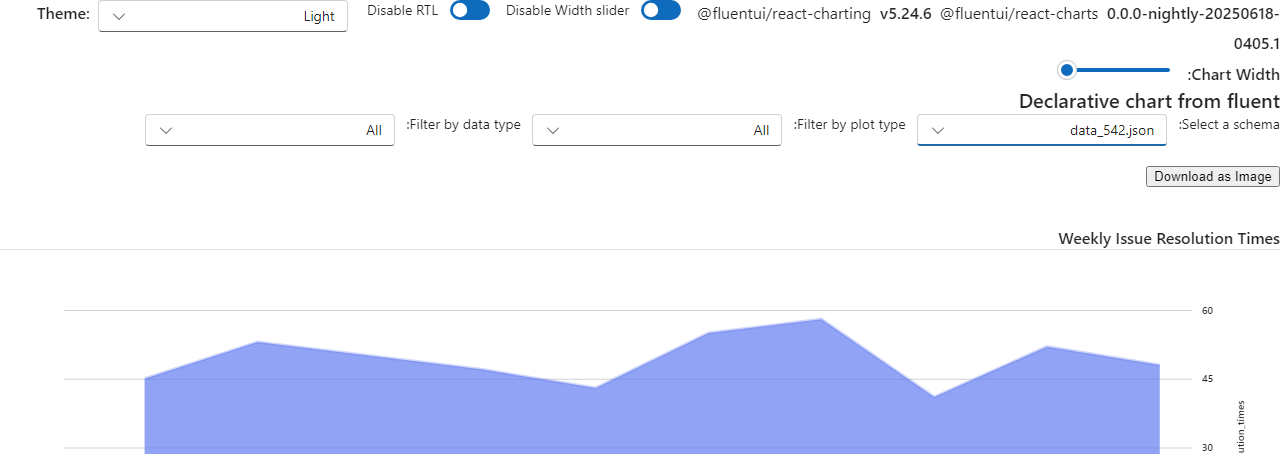 Theme: Light Disable RTL Disable Width slider @fluentui/react-charting v5.24.6 @fluentui/react-charts 0.0.0-nightly-20250618-
0405.1
:Chart Width
Declarative chart from fluent
:Select a schema data_542.json :Filter by plot type All :Filter by data type All
Download as Image
Weekly Issue Resolution Times
60
45
30